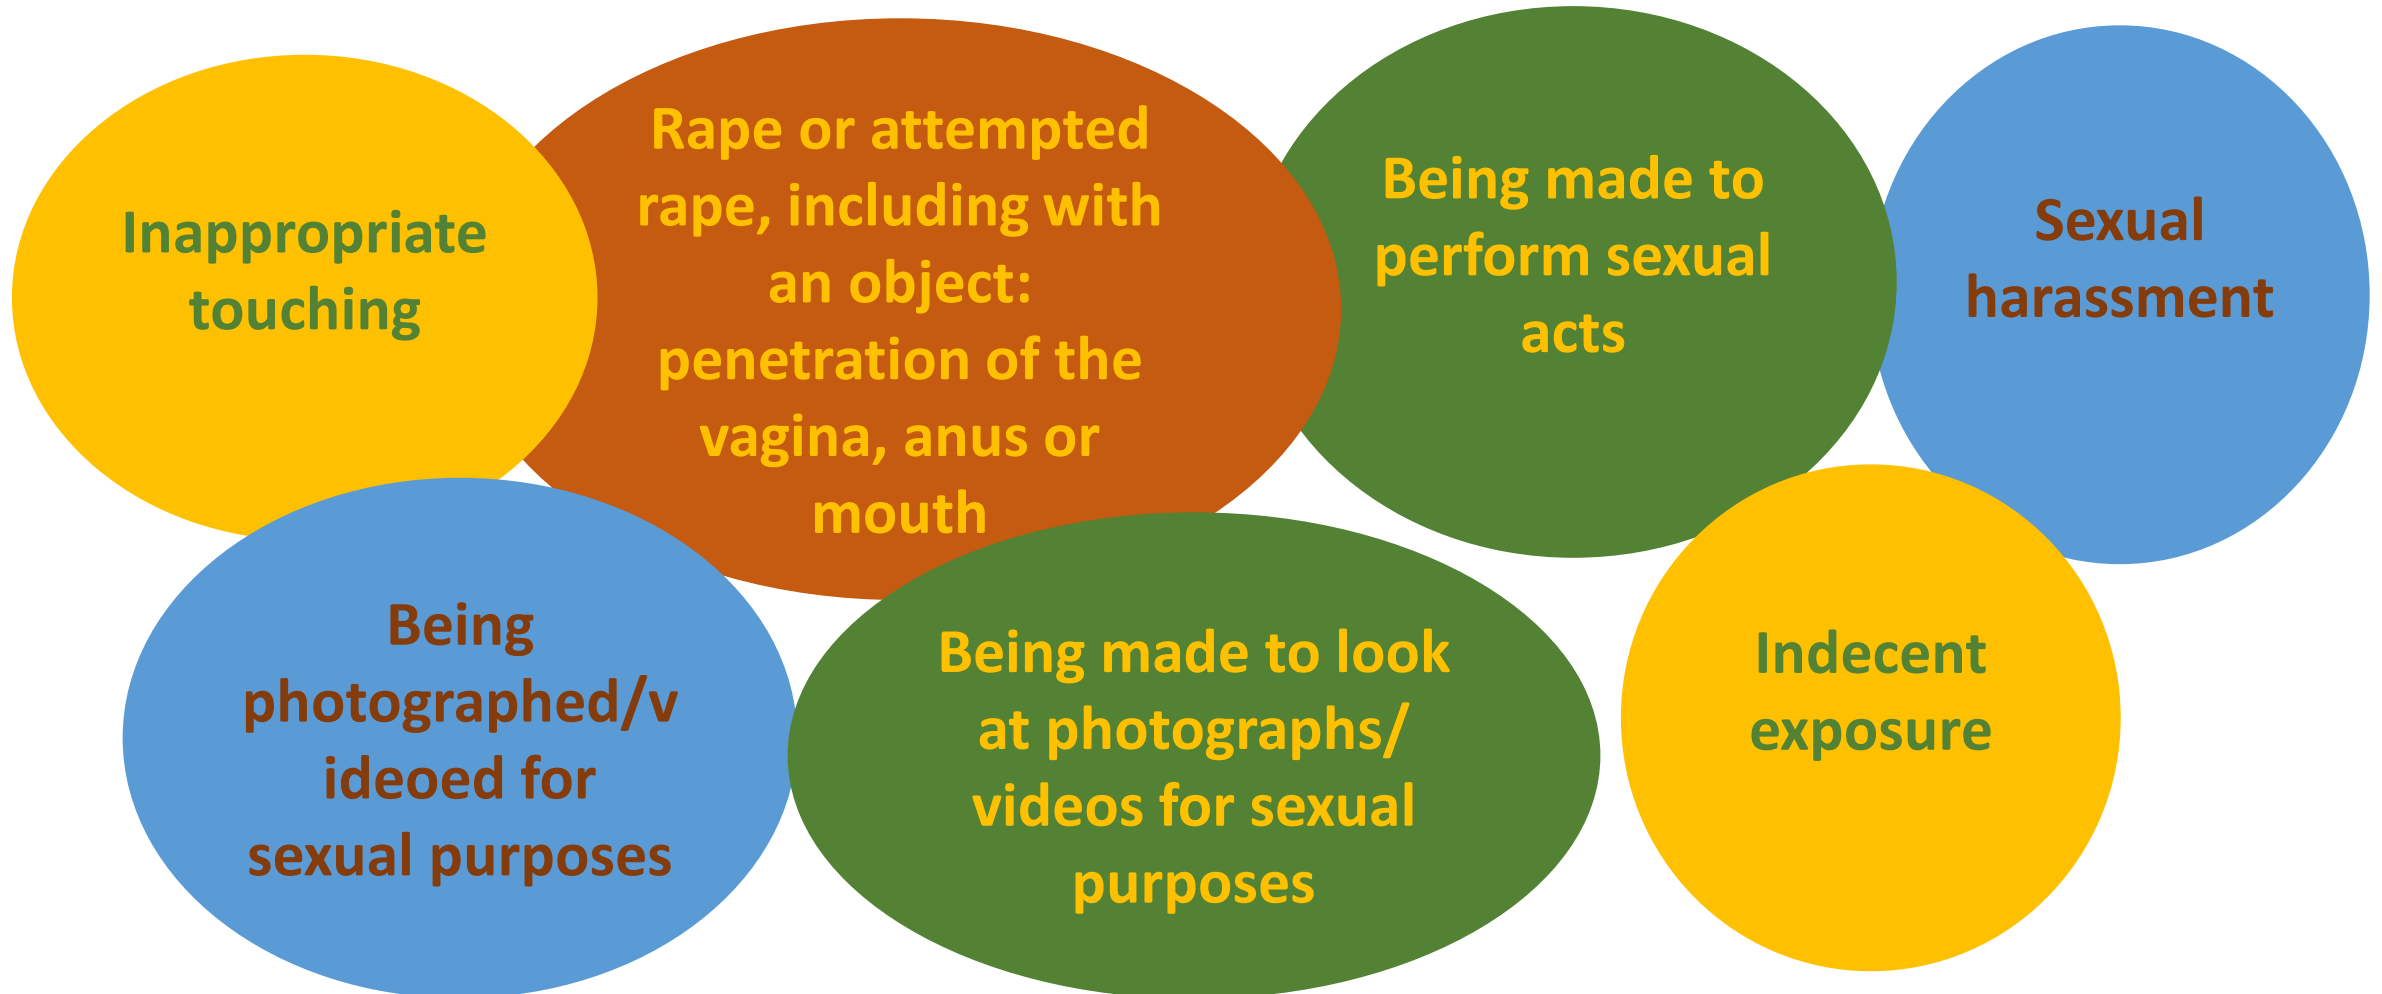 Inappropriate
touching
Rape or attempted
rape, including with
an object:
penetration of the
vagina, anus or
mouth
Being made to
perform sexual
acts
Sexual
harassment
Being
photographed/v
ideoed for
sexual purposes
Being made to look
at photographs/
videos for sexual
purposes
Indecent
exposure